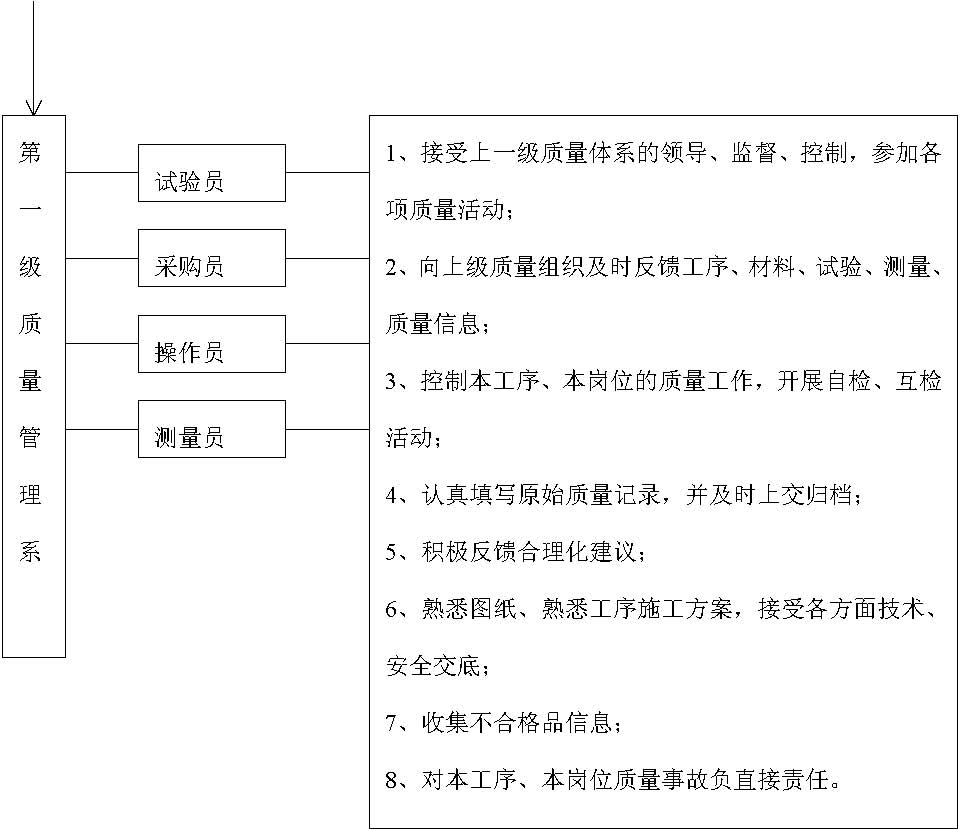 第一级质量管理系
试验员
采购员
操作员
测量员
1、接受上一级质量体系的领导、监督、控制，参加各
项质量活动；
2、向上级质量组织及时反馈工序、材料、试验、测量、
质量信息；
3、控制本工序、本岗位的质量工作，开展自检、互检
活动；
4、认真填写原始质量记录，并及时上交归档；
5、积极反馈合理化建议；
6、熟悉图纸、熟悉工序施工方案，接受各方面技术、
安全交底；
7、收集不合格品信息；
8、对本工序、本岗位质量事故负直接责任。